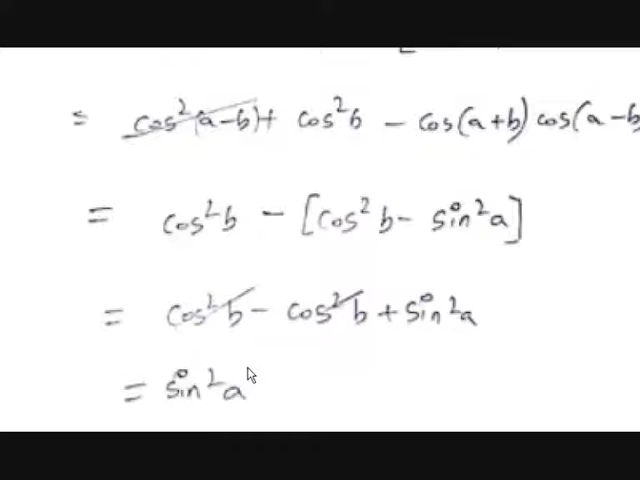 = cos²(a-b) + cos²b - cos(a+b) cos(a-b
= cos²b - [cos²b - sin²a]
= cos²b - cos²b + sin²a
= sin²a